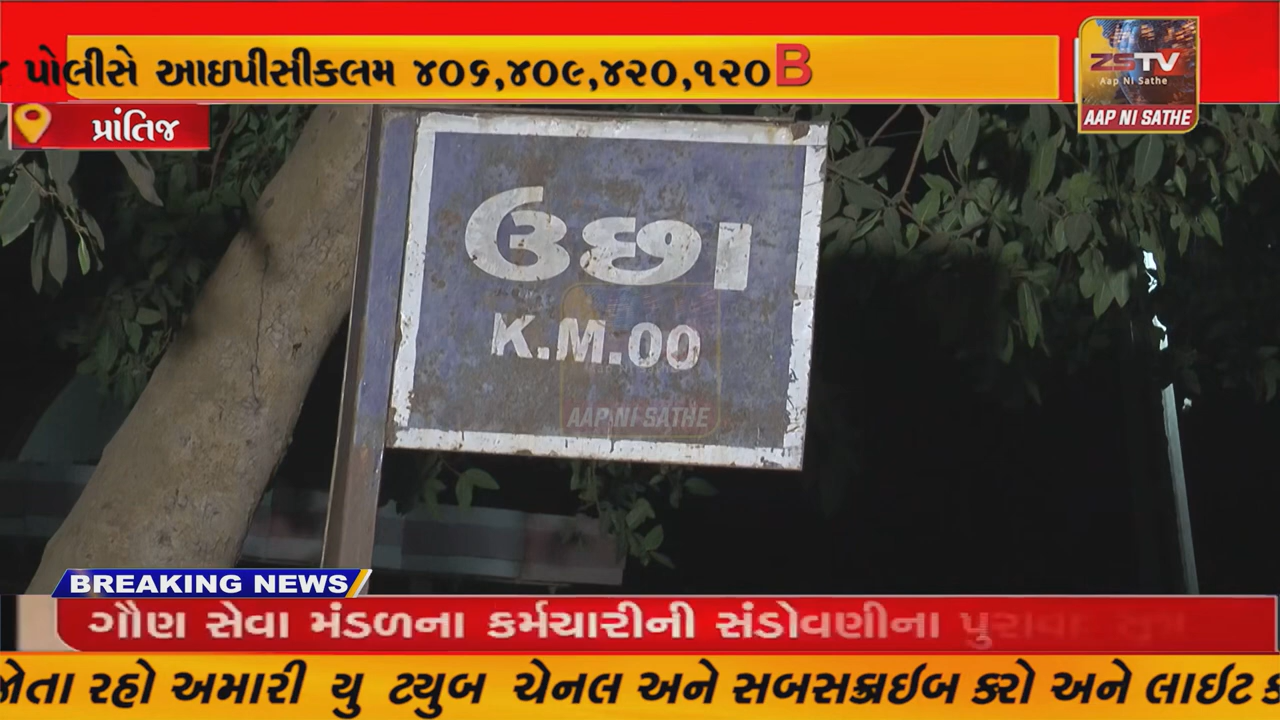 પોલીસે આઇપીસીકલમ ૪૦૬,૪૦૯,૪૨૦,૧૨૦B
ZSTV
Aap Ni Sathe
AAP NI SATHE
પ્રાંતિજ
ઉછા
K.M.00
AAP NI SATHE
BREAKING NEWS
ગૌણ સેવા મંડળના કર્મચારીની સંડોવણીના
જોતા રહો અમારી યુ ટ્યુબ ચેનલ અને સબસક્રાઇબ કરો અને લાઈટ